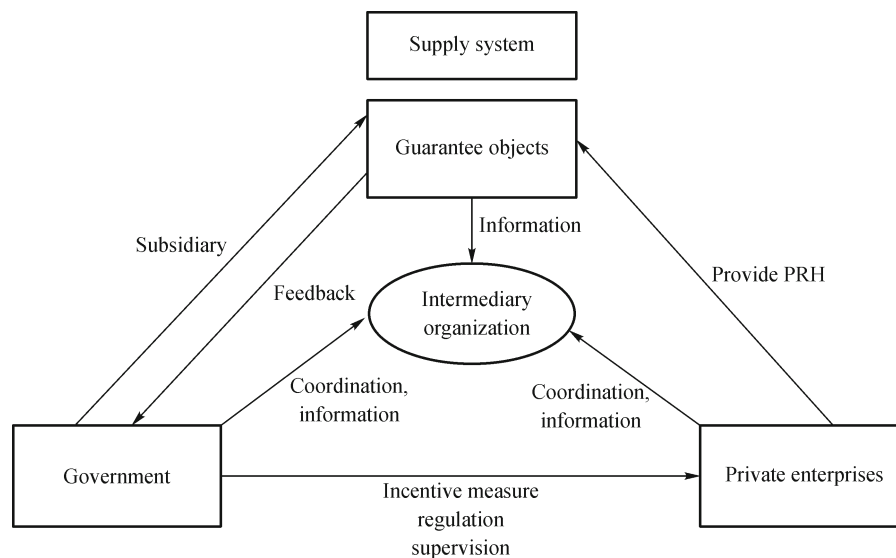 Supply system
Guarantee objects
Information
Subsidiary
Provide PRH
Feedback
Intermediary
organization
Coordination,
information
Coordination,
information
Government
Private enterprises
Incentive measure
regulation
supervision